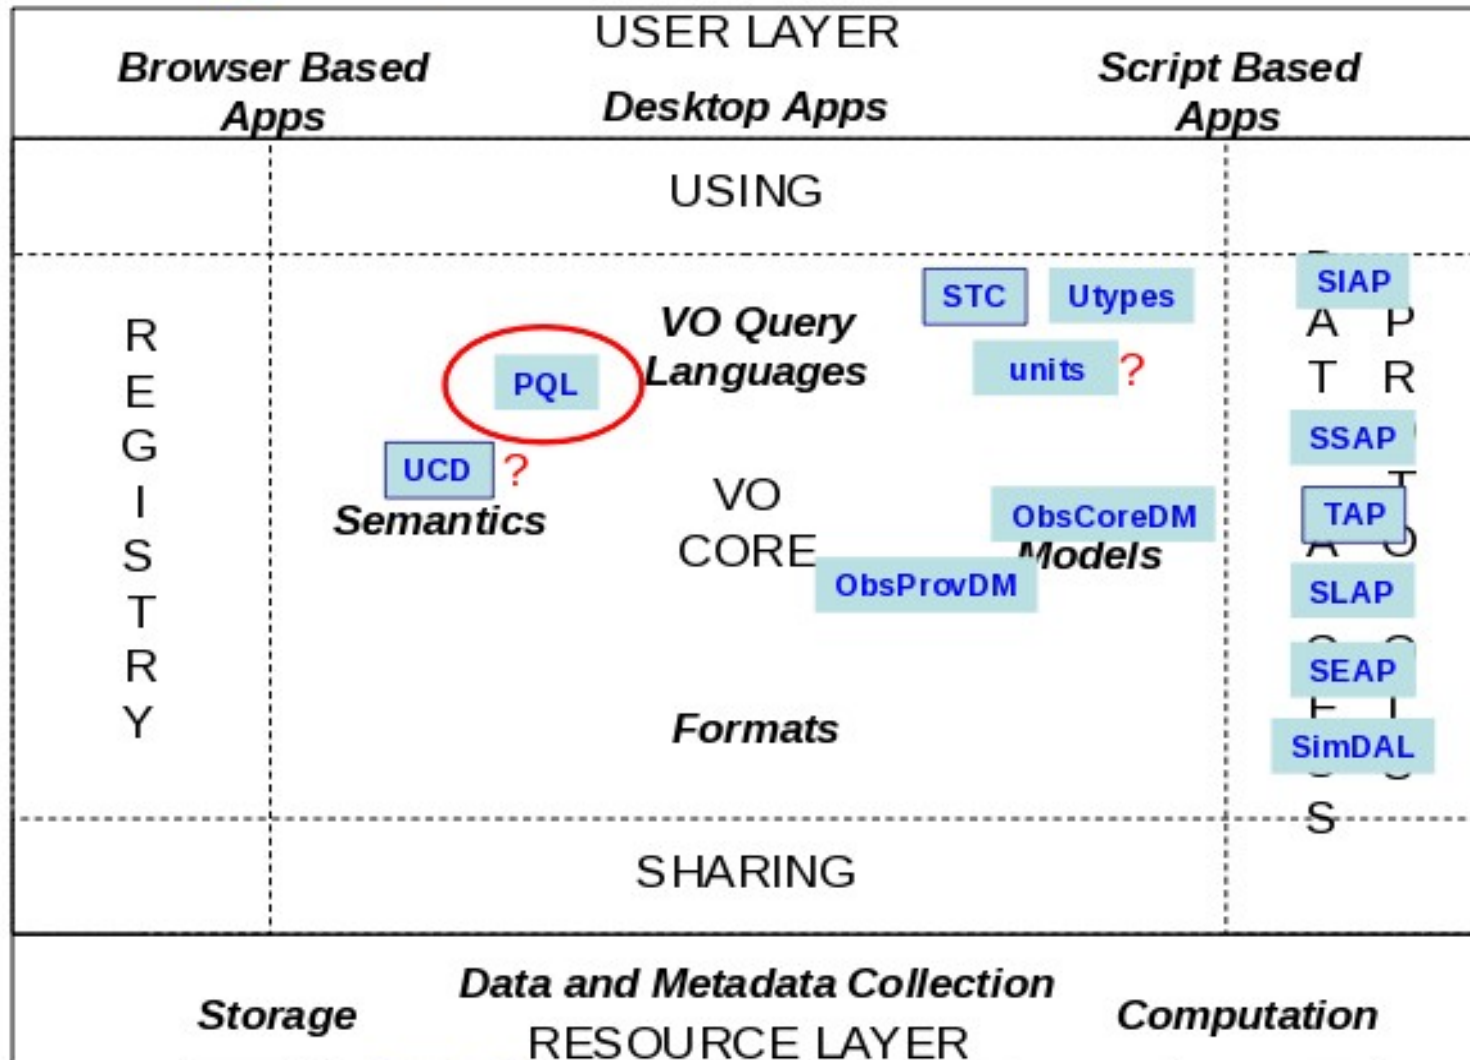 USER LAYER
Browser Based
Apps
Desktop Apps
Script Based
Apps
USING
REGISTRY
VO Query
Languages
STC
Utypes
units ?
PQL
UCD ?
Semantics
VO
CORE
ObsCoreDM
Models
ObsProvDM
Formats
SIAP
SSAP
TAP
SLAP
SEAP
SimDAL
SHARING
Data and Metadata Collection
Storage
Computation
RESOURCE LAYER